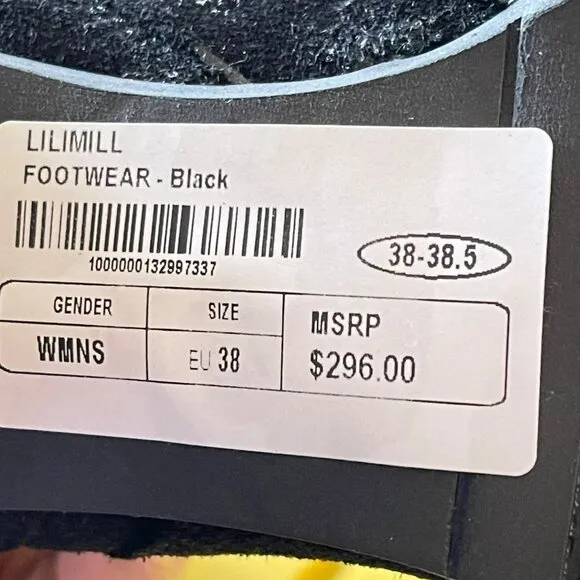 LILIMILL
FOOTWEAR - Black
1000000132997337
38-38.5
GENDER
SIZE
WMNS
EU 38
MSRP
$296.00